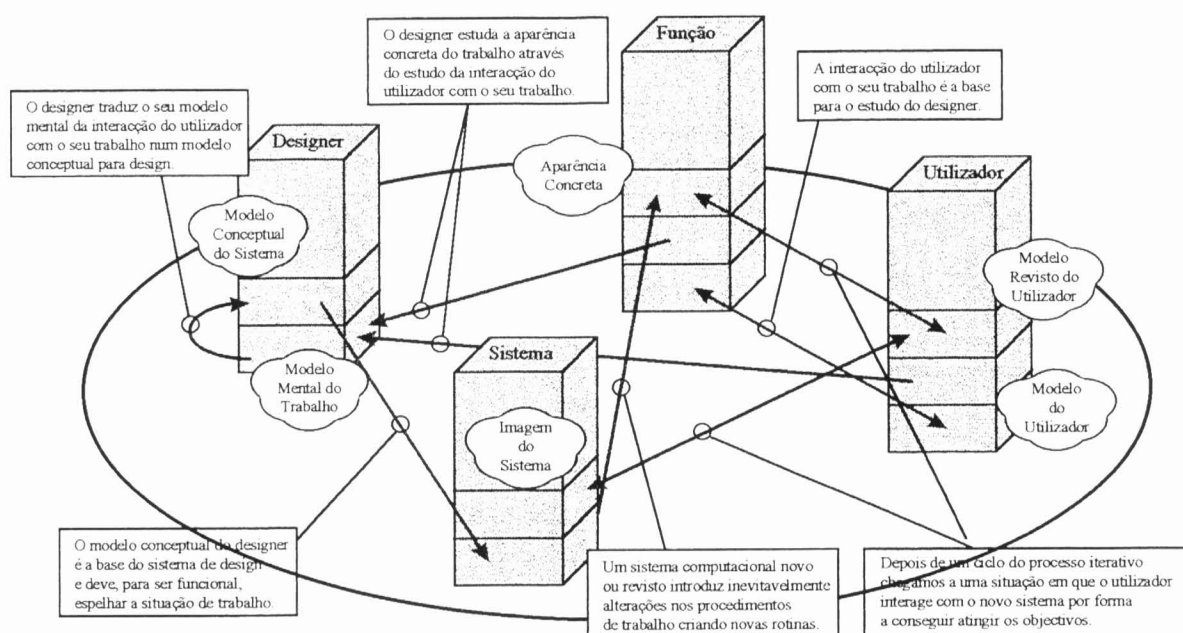 O designer estuda a aparência
concreta do trabalho através
do estudo da interacção do
utilizador com o seu trabalho.
Função
A interacção do utilizador
com o seu trabalho é a base
para o estudo do designer.
O designer traduz o seu modelo
mental da interacção do utilizador
com o seu trabalho num modelo
conceptual para design.
Designer
Aparência
Concreta
Utilizador
Modelo
Conceptual
do Sistema
Modelo
Revisto do
Utilizador
Sistema
Modelo
Mental do
Trabalho
Imagem
do
Sistema
Modelo
do
Utilizador
O modelo conceptual do designer
é a base do sistema de design
e deve, para ser funcional,
espelhar a situação de trabalho.
Um sistema computacional novo
ou revisto introduz inevitavelmente
alterações nos procedimentos
de trabalho criando novas rotinas.
Depois de um ciclo do processo iterativo
chegamos a uma situação em que o utilizador
interage com o novo sistema por forma
a conseguir atingir os objectivos.